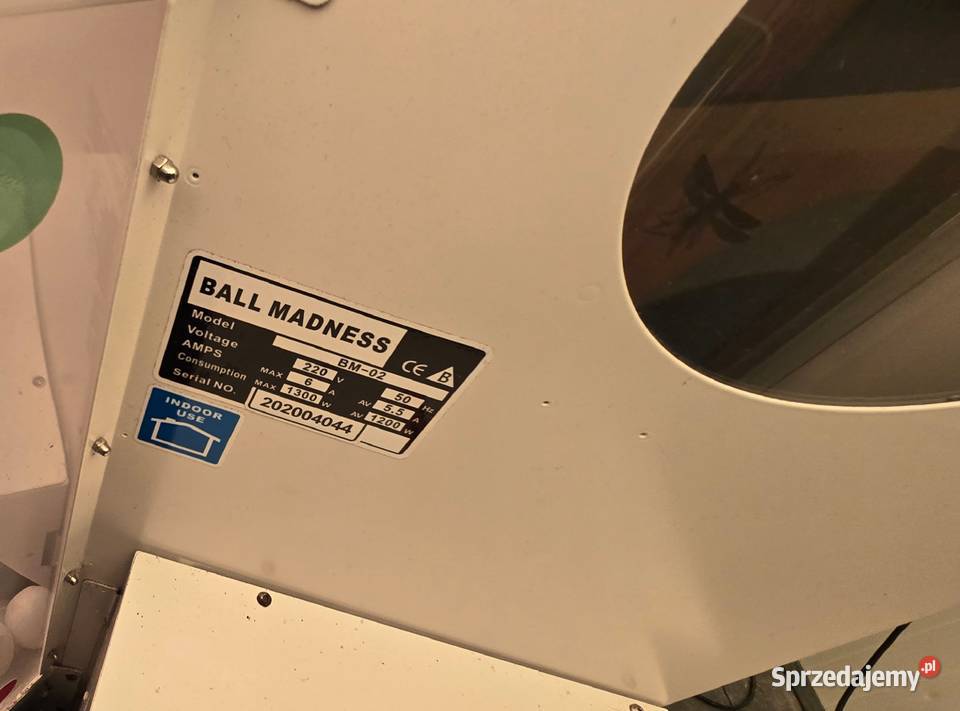 BALL MADNESS
CE B
Model BM-02
Voltage 220 V 50 Hz
AMPS MAX 6 A AV 5.5 A
Consumption MAX 1300 W AV 1200 W
Serial NO. 202004044
INDOOR
USE
Sprzedajemy.pl